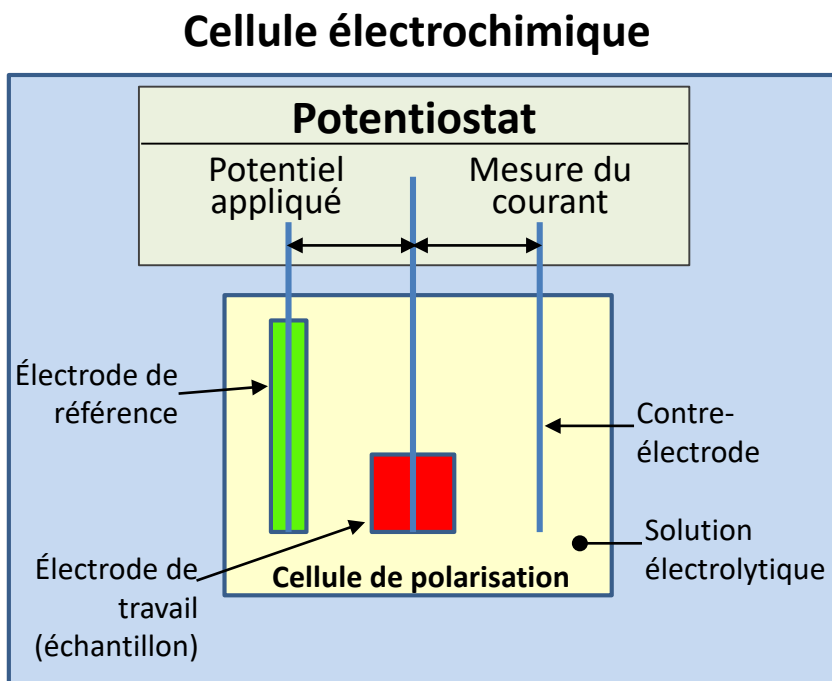 Cellule électrochimique
Potentiostat
Potentiel
appliqué
Mesure du
courant
Électrode de
référence
Contre-
électrode
Solution
électrolytique
Électrode de
travail
(échantillon)
Cellule de polarisation